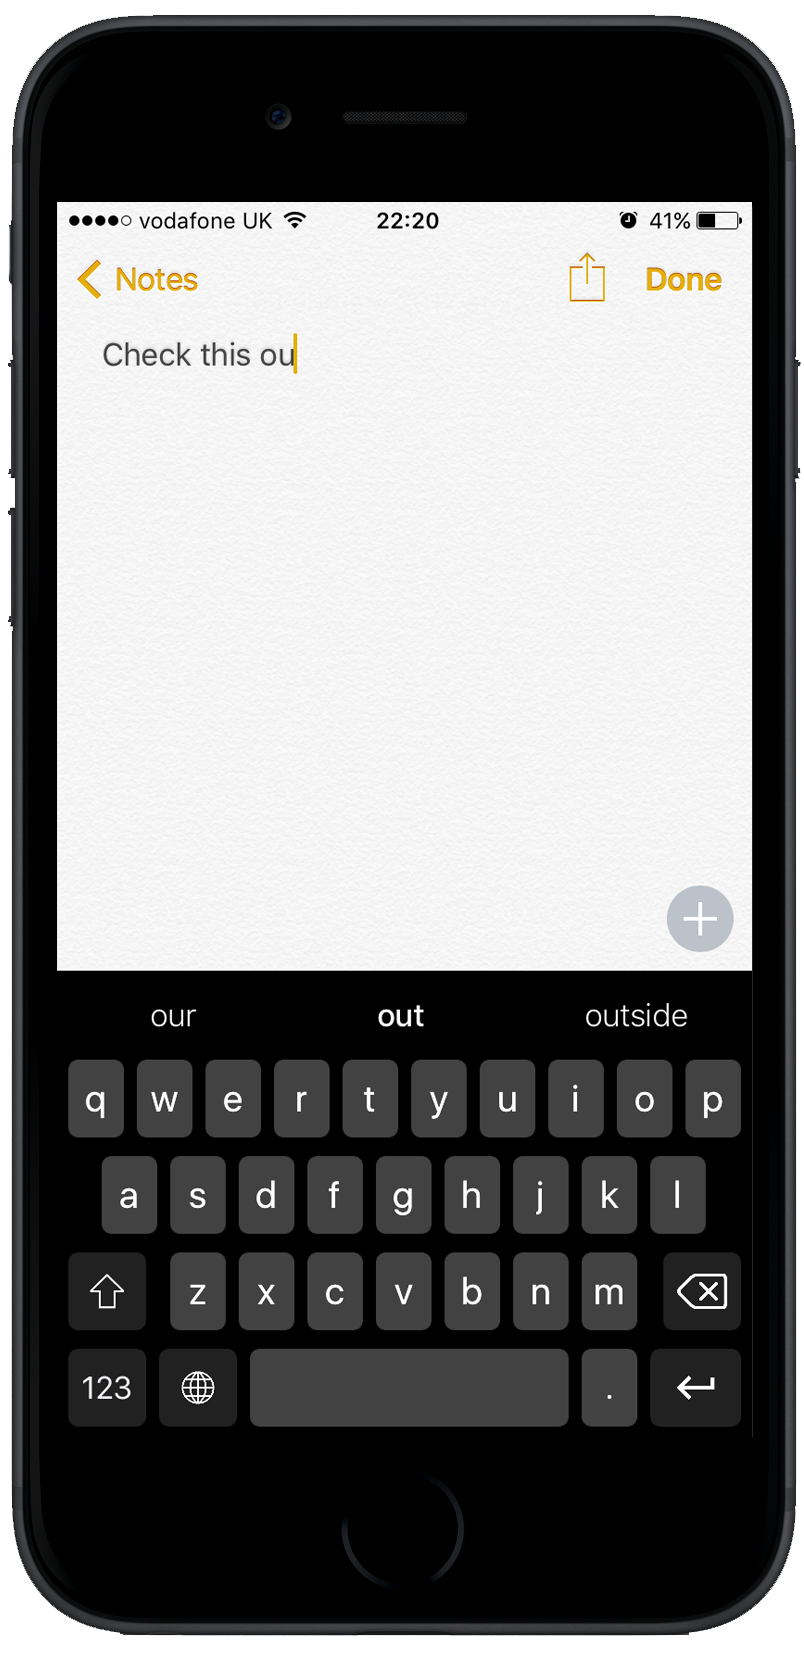 vodafone UK 22:20 41%
Notes Done
Check this ou
our out outside
q w e r t y u i o p
a s d f g h j k l
z x c v b n m
123 .